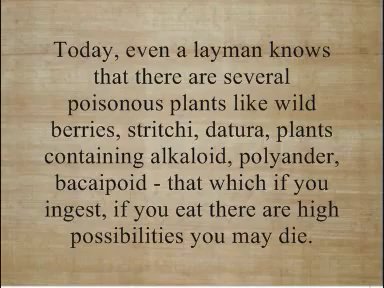 Today, even a layman knows
that there are several
poisonous plants like wild
berries, stritchi, datura, plants
containing alkaloid, polyander,
bacaipoid - that which if you
ingest, if you eat there are high
possibilities you may die.